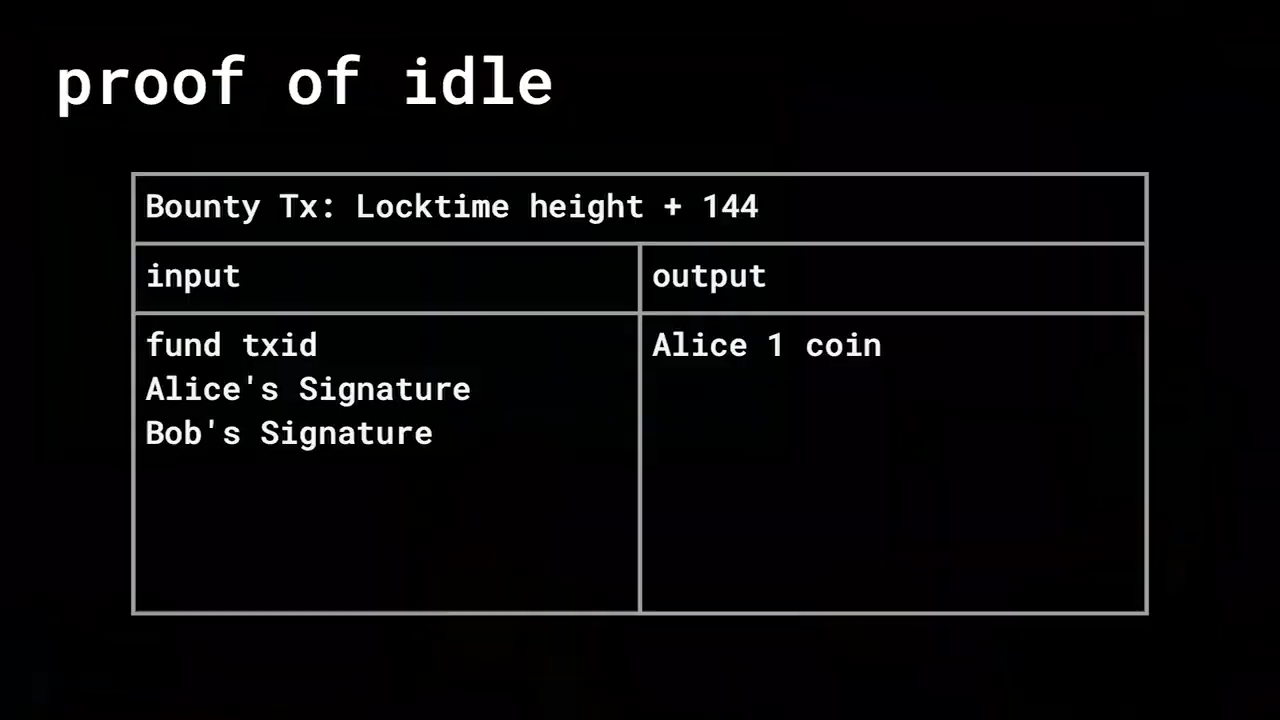 proof of idle
Bounty Tx: Locktime height + 144
input
output
fund txid
Alice's Signature
Bob's Signature
Alice 1 coin